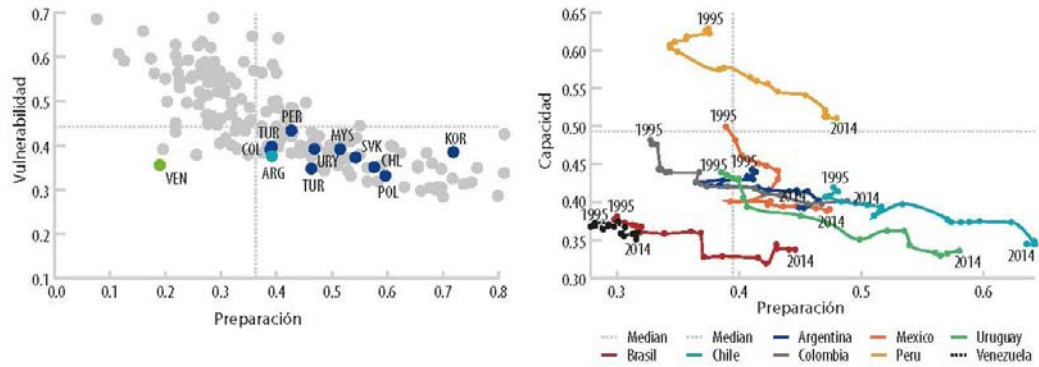 Vulnerabilidad
0.7
0.6
0.5
0.4
0.3
0.2
0.1
0.0 0.1 0.2 0.3 0.4 0.5 0.6 0.7 0.8
Preparación
PER
TUR
COL
ARG
VEN
MYS
URY
TUR
SVK
CHL
POL
KOR
Capacidad
0.65
0.60
0.55
0.50
0.45
0.40
0.35
0.30
0.3 0.4 0.5 0.6
Preparación
1995
2014
1995
1995
1995
1995
1995
2014
1995
2014
1995
2014
2014
2014
2014
2014
Median Median Argentina Mexico Uruguay
Brasil Chile Colombia Peru Venezuela